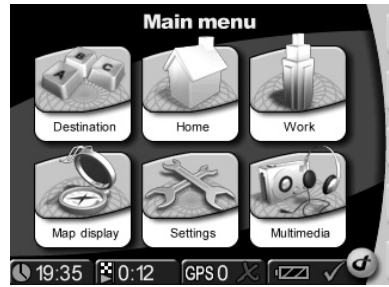 Main menu
A B C
Destination Home Work
Map display Settings Multimedia
19:35 0:12 GPS 0